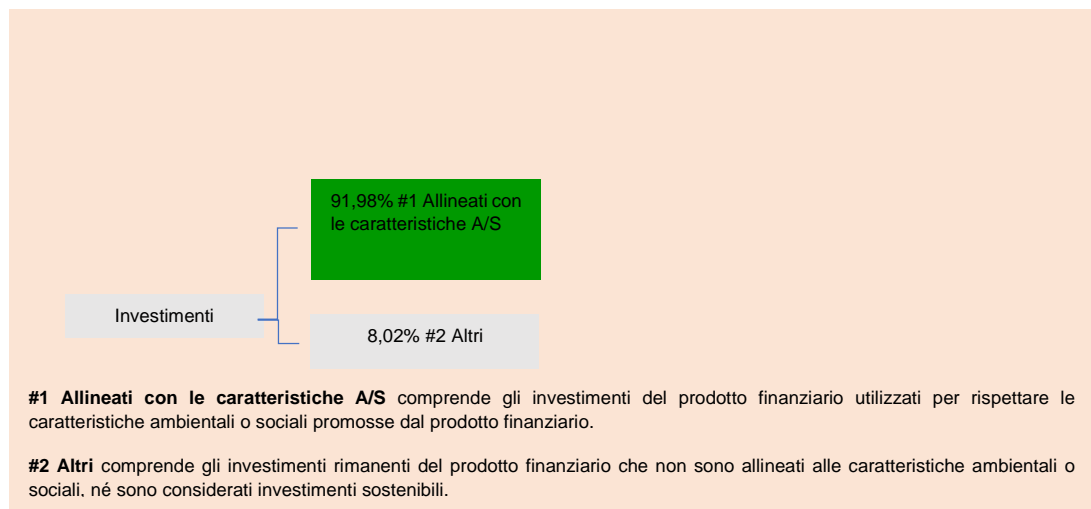 91,98% #1 Allineati con
le caratteristiche A/S
Investimenti
8,02% #2 Altri
#1 Allineati con le caratteristiche A/S comprende gli investimenti del prodotto finanziario utilizzati per rispettare le
caratteristiche ambientali o sociali promosse dal prodotto finanziario.
#2 Altri comprende gli investimenti rimanenti del prodotto finanziario che non sono allineati alle caratteristiche ambientali o
sociali, né sono considerati investimenti sostenibili.